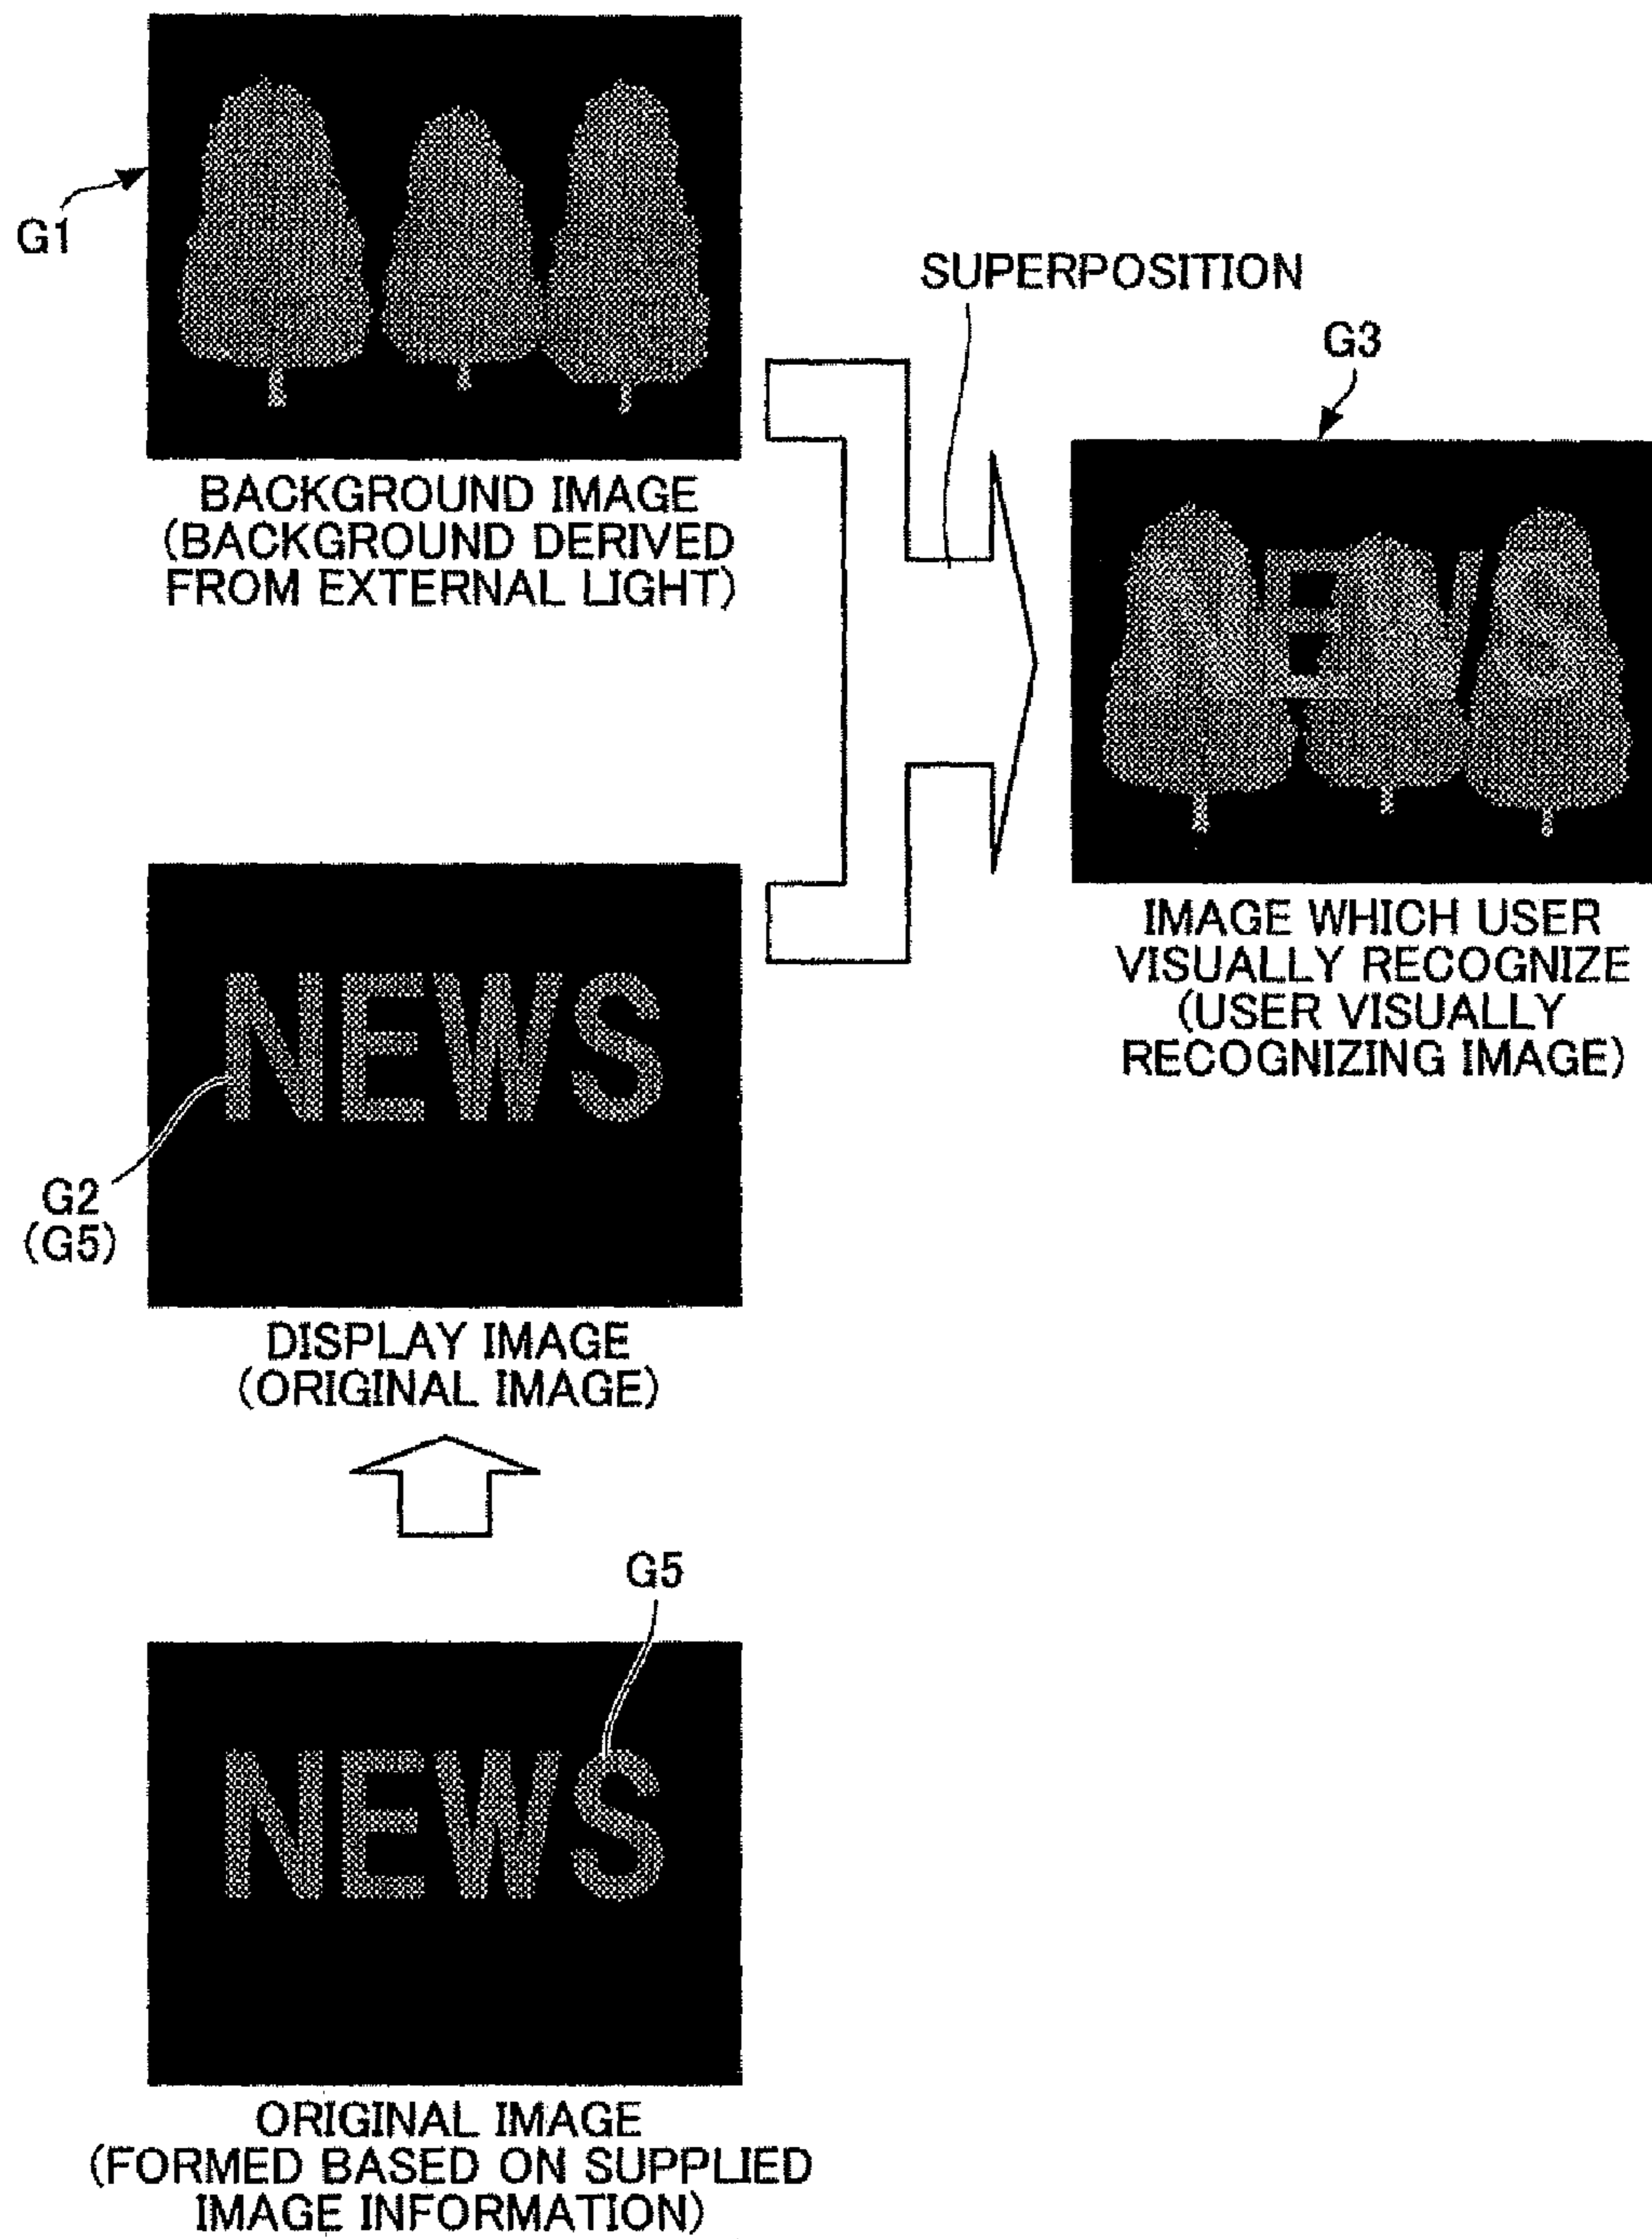 G1
BACKGROUND IMAGE
(BACKGROUND DERIVED
FROM EXTERNAL LIGHT)
SUPERPOSITION
G3
NEWS
IMAGE WHICH USER
VISUALLY RECOGNIZE
(USER VISUALLY
RECOGNIZING IMAGE)
NEWS
G2
(G5)
DISPLAY IMAGE
(ORIGINAL IMAGE)
G5
NEWS
ORIGINAL IMAGE
(FORMED BASED ON SUPPLIED
IMAGE INFORMATION)